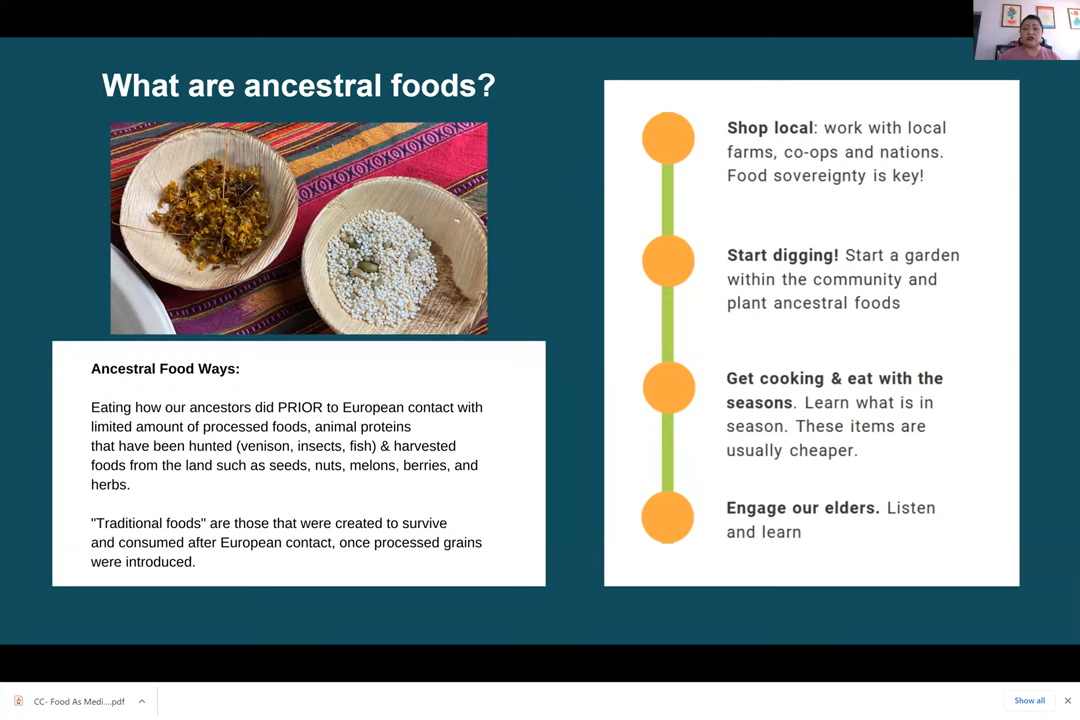 What are ancestral foods?
Ancestral Food Ways:
Eating how our ancestors did PRIOR to European contact with
limited amount of processed foods, animal proteins
that have been hunted (venison, insects, fish) & harvested
foods from the land such as seeds, nuts, melons, berries, and
herbs.
"Traditional foods" are those that were created to survive
and consumed after European contact, once processed grains
were introduced.
Shop local: work with local
farms, co-ops and nations.
Food sovereignty is key!
Start digging! Start a garden
within the community and
plant ancestral foods
Get cooking & eat with the
seasons. Learn what is in
season. These items are
usually cheaper.
Engage our elders. Listen
and learn
CC- Food As Medi....pdf
Show all